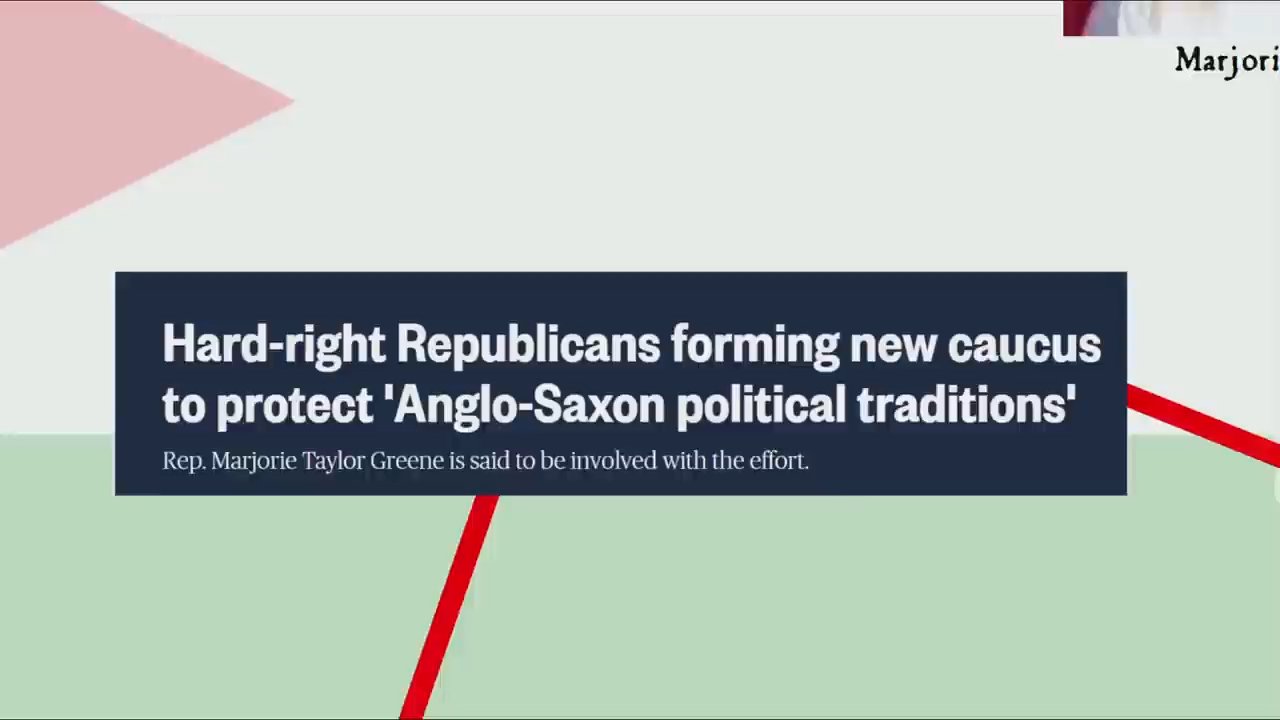 Marjori
Hard-right Republicans forming new caucus
to protect 'Anglo-Saxon political traditions'
Rep. Marjorie Taylor Greene is said to be involved with the effort.